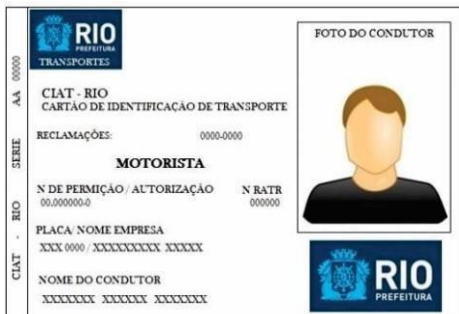 CIAT - RIO SERIE AA 00000
RIO
PREFEITURA
TRANSPORTES
CIAT - RIO
CARTÃO DE IDENTIFICAÇÃO DE TRANSPORTE
RECLAMAÇÕES: 0000-0000
MOTORISTA
N DE PERMIÇÃO / AUTORIZAÇÃO N RATR
00.000000-0 000000
PLACA/ NOME EMPRESA
XXX 0000 / XXXXXXXXX XXXXX
NOME DO CONDUTOR
XXXXXXX XXXXXX XXXXXXX
FOTO DO CONDUTOR
RIO
PREFEITURA